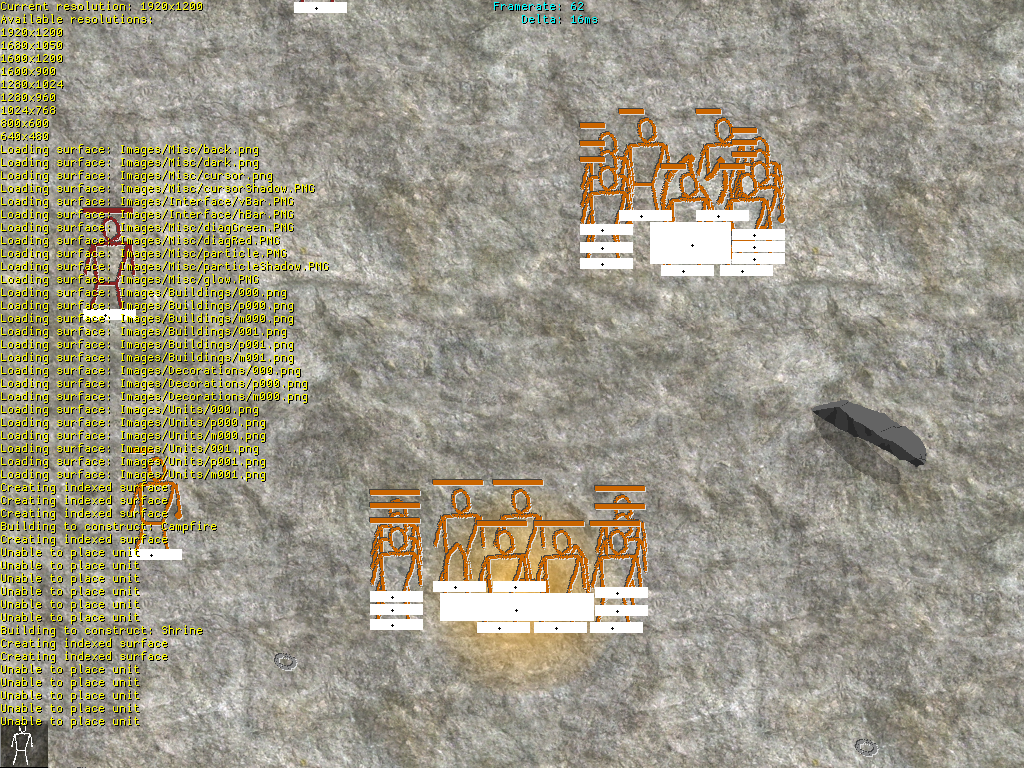 Current resolution: 1920x1200
Framerate: 62
Available resolutions:
Delta: 16ms
1920x1200
1680x1050
1600x1200
1600x900
1280x1024
1280x960
1024x768
800x600
640x480
Loading surface: Images/Misc/back.png
Loading surface: Images/Misc/dark.png
Loading surface: Images/Misc/cursor.png
Loading surface: Images/Misc/cursorShadow.PNG
Loading surface: Images/Interface/vBar.PNG
Loading surface: Images/Interface/hBar.PNG
Loading surface: Images/Misc/diagGreen.PNG
Loading surface: Images/Misc/diagRed.PNG
Loading surface: Images/Misc/particle.PNG
Loading surface: Images/Misc/particleShadow.PNG
Loading surface: Images/Misc/glow.PNG
Loading surface: Images/Buildings/000.png
Loading surface: Images/Buildings/p000.png
Loading surface: Images/Buildings/m000.png
Loading surface: Images/Buildings/001.png
Loading surface: Images/Buildings/p001.png
Loading surface: Images/Buildings/m001.png
Loading surface: Images/Decorations/000.png
Loading surface: Images/Decorations/p000.png
Loading surface: Images/Decorations/m000.png
Loading surface: Images/Units/000.png
Loading surface: Images/Units/p000.png
Loading surface: Images/Units/m000.png
Loading surface: Images/Units/001.png
Loading surface: Images/Units/p001.png
Loading surface: Images/Units/m001.png
Creating indexed surface
Creating indexed surface
Creating indexed surface
Building to construct: Campfire
Creating indexed surface
Unable to place unit
Unable to place unit
Unable to place unit
Unable to place unit
Unable to place unit
Unable to place unit
Building to construct: Shrine
Creating indexed surface
Creating indexed surface
Unable to place unit
Unable to place unit
Unable to place unit
Unable to place unit
Unable to place unit